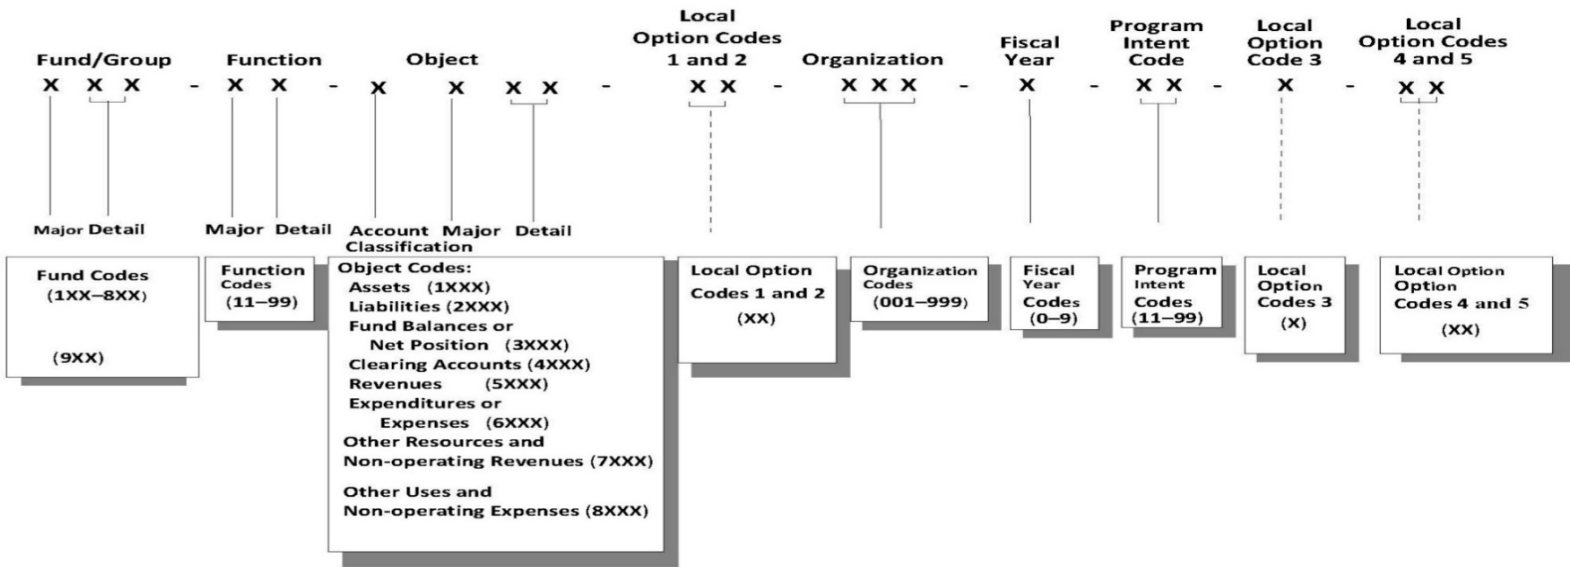 Fund/Group
Function
Object
Local
Option Codes
1 and 2
Organization
Fiscal
Year
Program
Intent
Code
Local
Option
Code 3
Local
Option Codes
4 and 5
X X X - X X - X X X X - X X - X X X - X - X X - X - X X
Major Detail
Major Detail
Account Major Detail
Classification
Fund Codes
(1XX–8XX)
(9XX)
Function
Codes
(11–99)
Object Codes:
Assets (1XXX)
Liabilities (2XXX)
Fund Balances or
Net Position (3XXX)
Clearing Accounts (4XXX)
Revenues (5XXX)
Expenditures or
Expenses (6XXX)
Other Resources and
Non-operating Revenues (7XXX)
Other Uses and
Non-operating Expenses (8XXX)
Local Option
Codes 1 and 2
(XX)
Organization
Codes
(001–999)
Fiscal
Year
Codes
(0–9)
Program
Intent
Codes
(11–99)
Local
Option
Codes 3
(X)
Local Option
Option
Codes 4 and 5
(XX)